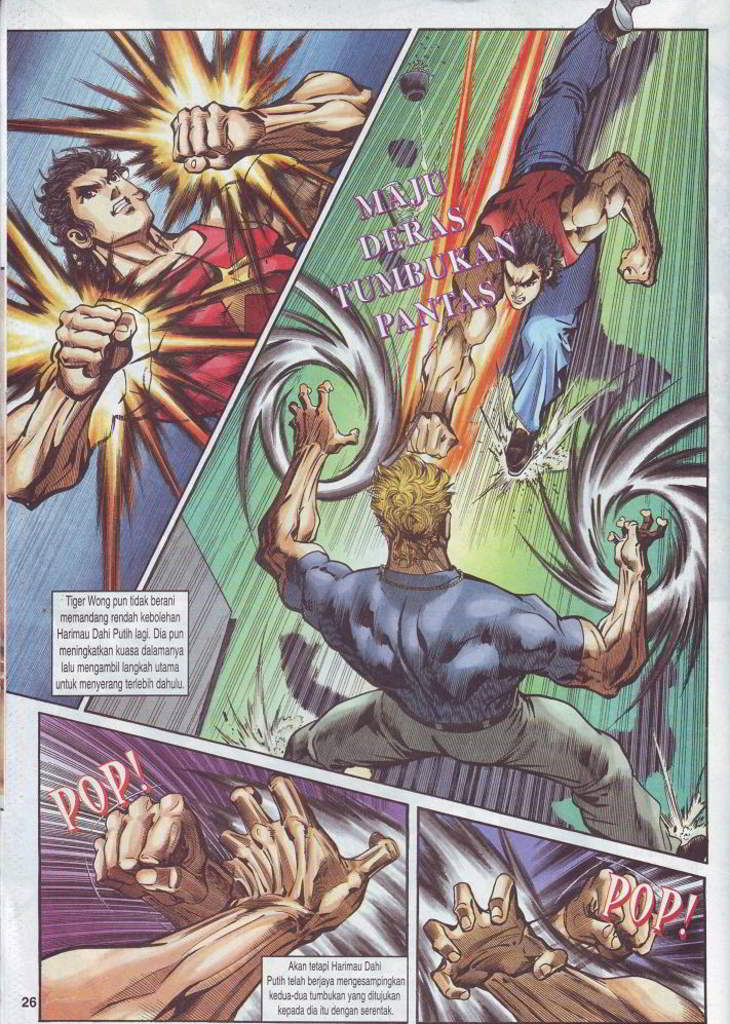 MAJU
DERAS
TUMBUKAN
PANTAS
Tiger Wong pun tidak berani
memandang rendah kebolehan
Harimau Dahi Putih lagi. Dia pun
meningkatkan kuasa dalamanya
lalu mengambil langkah utama
untuk menyerang terlebih dahulu.
POP!
Akan tetapi Harimau Dahi
Putih mengesampingkan
kedua-dua tumbukan yang ditujukan
kepada dia itu dengan serentak.
POP!
26